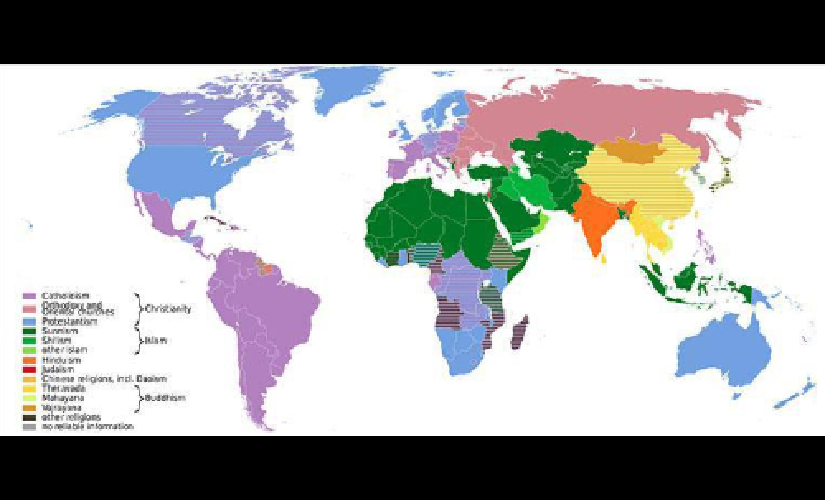 Catholicism
Orthodoxy and
Oriental churches
Christianity
Protestantism
Sunnism
Shiism
Islam
other Islam
Hinduism
Judaism
Chinese religions, incl. Daoism
Theravada
Mahayana
Buddhism
Vajrayana
other religions
no reliable information